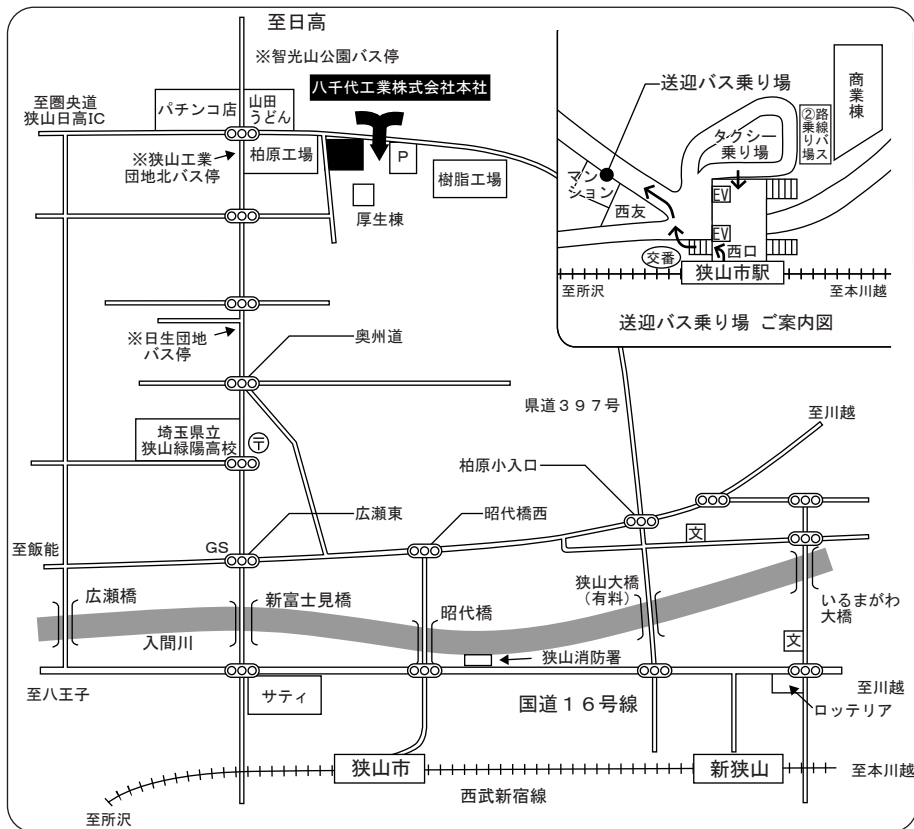 至日高
※智光山公園バス停
八千代工業株式会社本社
至圏央道
狭山日高IC
パチンコ店
山田
うどん
※狭山工業
団地北バス停
柏原工場
P
樹脂工場
厚生棟
※日生団地
バス停
奥州道
埼玉県立
狭山緑陽高校
〒
県道397号
至川越
柏原小入口
広瀬東
昭代橋西
文
至飯能
GS
広瀬橋
新富士見橋
昭代橋
狭山大橋
(有料)
いるまがわ
大橋
入間川
文
狭山消防署
至八王子
サティ
国道16号線
至川越
ロッテリア
狭山市
新狭山
西武新宿線
至本川越
至所沢
送迎バス乗り場
商業棟
②路線バス
乗り場
タクシー
乗り場
マン
ション
西友
EV
EV
西口
交番
狭山市駅
至所沢
至本川越
送迎バス乗り場 ご案内図